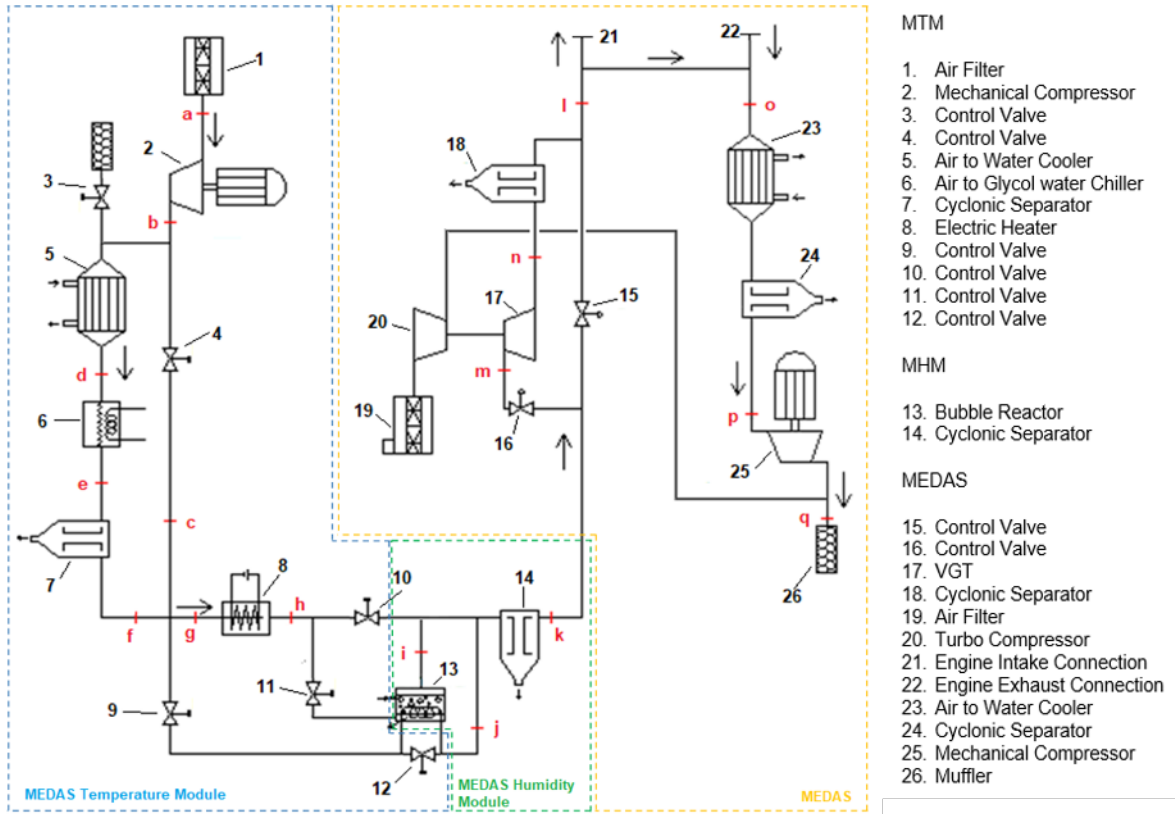 1
a
2
3
b
5
4
d
6
e
c
7
8
10
14
h
f
g
k
i
13
11
9
j
12
MEDAS Temperature Module
MEDAS Humidity
Module
MEDAS
21
22
l
o
18
23
n
24
17
15
20
m
19
16
p
25
q
26
MTM
1. Air Filter
2. Mechanical Compressor
3. Control Valve
4. Control Valve
5. Air to Water Cooler
6. Air to Glycol water Chiller
7. Cyclonic Separator
8. Electric Heater
9. Control Valve
10. Control Valve
11. Control Valve
12. Control Valve
MHM
13. Bubble Reactor
14. Cyclonic Separator
MEDAS
15. Control Valve
16. Control Valve
17. VGT
18. Cyclonic Separator
19. Air Filter
20. Turbo Compressor
21. Engine Intake Connection
22. Engine Exhaust Connection
23. Air to Water Cooler
24. Cyclonic Separator
25. Mechanical Compressor
26. Muffler